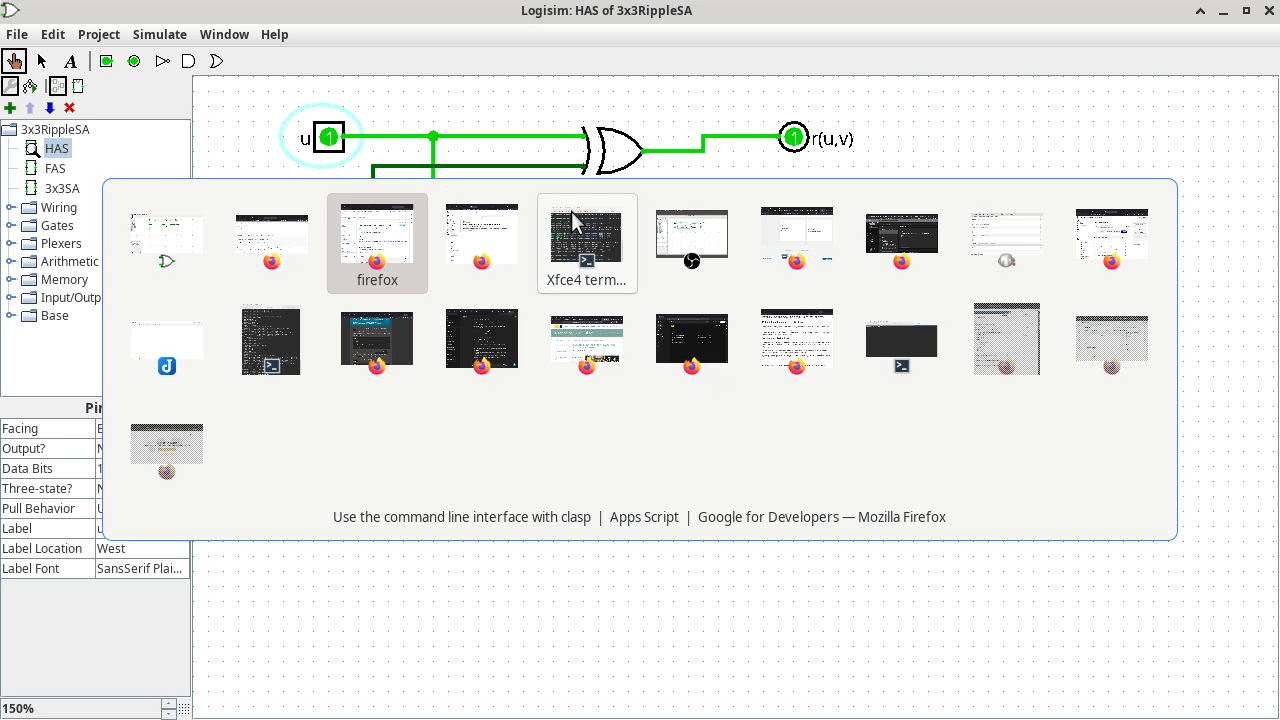 Logisim: HAS of 3x3RippleSA
File Edit Project Simulate Window Help
A
3x3RippleSA
HAS
FAS
3x3SA
Wiring
Gates
Plexers
Arithmetic
Memory
Input/Outp
Base
u 1
1 r(u,v)
firefox
Xfce4 term...
Use the command line interface with clasp | Apps Script | Google for Developers — Mozilla Firefox
Pin
Facing E
Output? N
Data Bits 1
Three-state? N
Pull Behavior U
Label u
Label Location West
Label Font SansSerif Plai...
150%